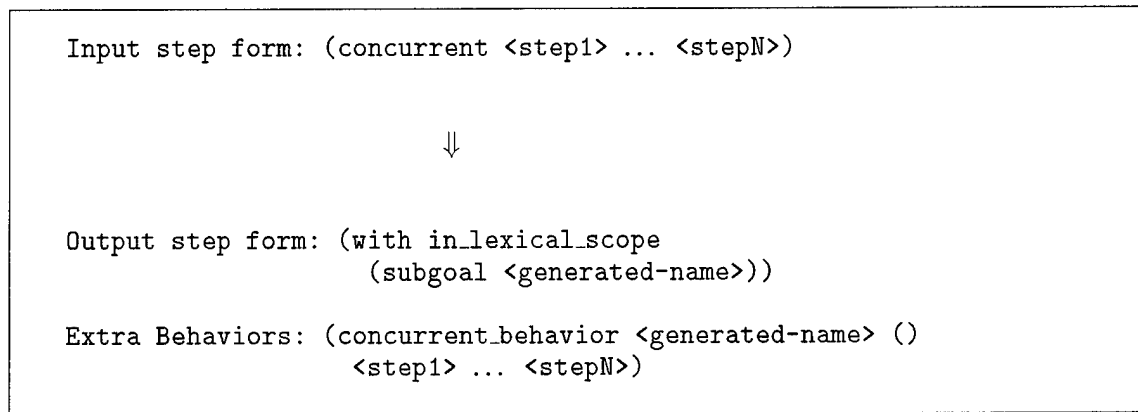 Input step form: (concurrent <step1> ... <stepN>)
⇓
Output step form: (with in_lexical_scope
(subgoal <generated-name>))
Extra Behaviors: (concurrent_behavior <generated-name> ()
<step1> ... <stepN>)